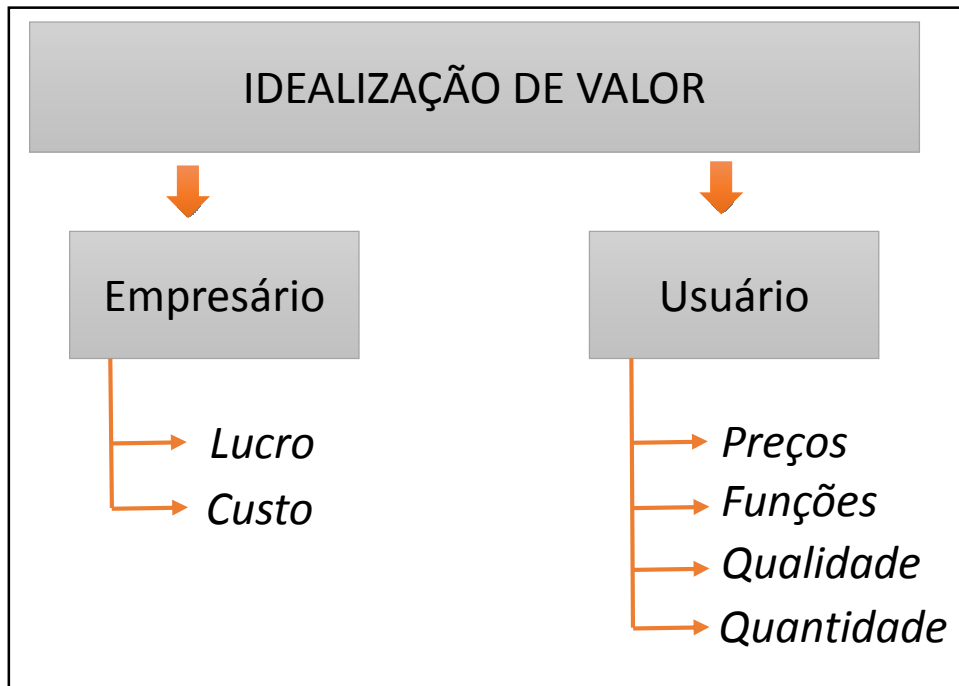 IDEALIZAÇÃO DE VALOR
Empresário
Lucro
Custo
Usuário
Preços
Funções
Qualidade
Quantidade